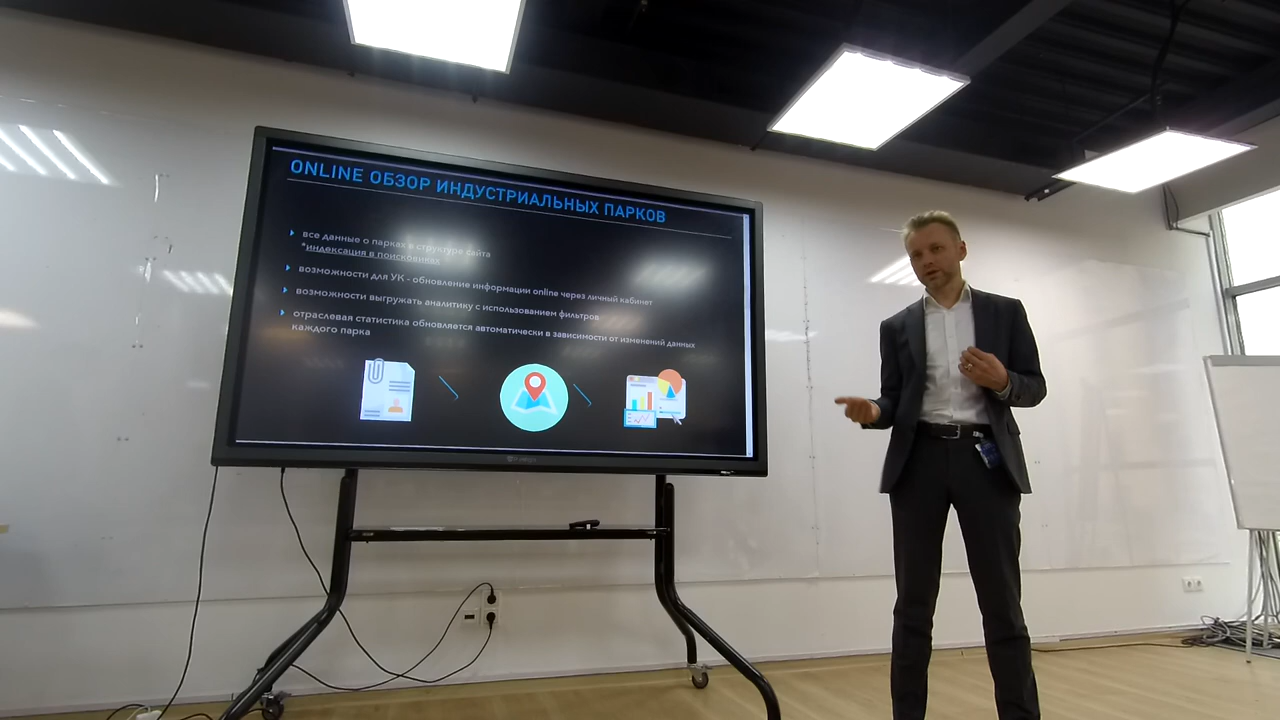 ONLINE ОБЗОР ИНДУСТРИАЛЬНЫХ ПАРКОВ
все данные о парках в структуре сайта
*индексация в поисковиках
возможности для УК - обновление информации online через личный кабинет
возможности выгружать аналитику с использованием фильтров
отраслевая статистика обновляется автоматически в зависимости от изменений данных
каждого парка